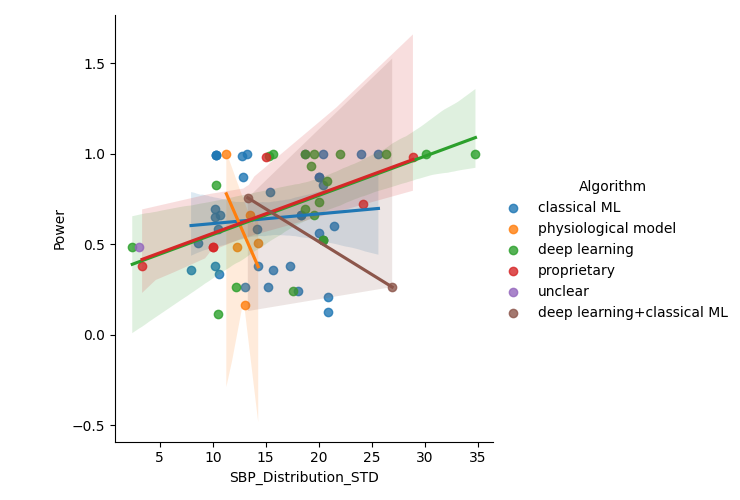 1.5
1.0
0.5
0.0
−0.5
Power
5 10 15 20 25 30 35
SBP_Distribution_STD
Algorithm
classical ML
physiological model
deep learning
proprietary
unclear
deep learning+classical ML